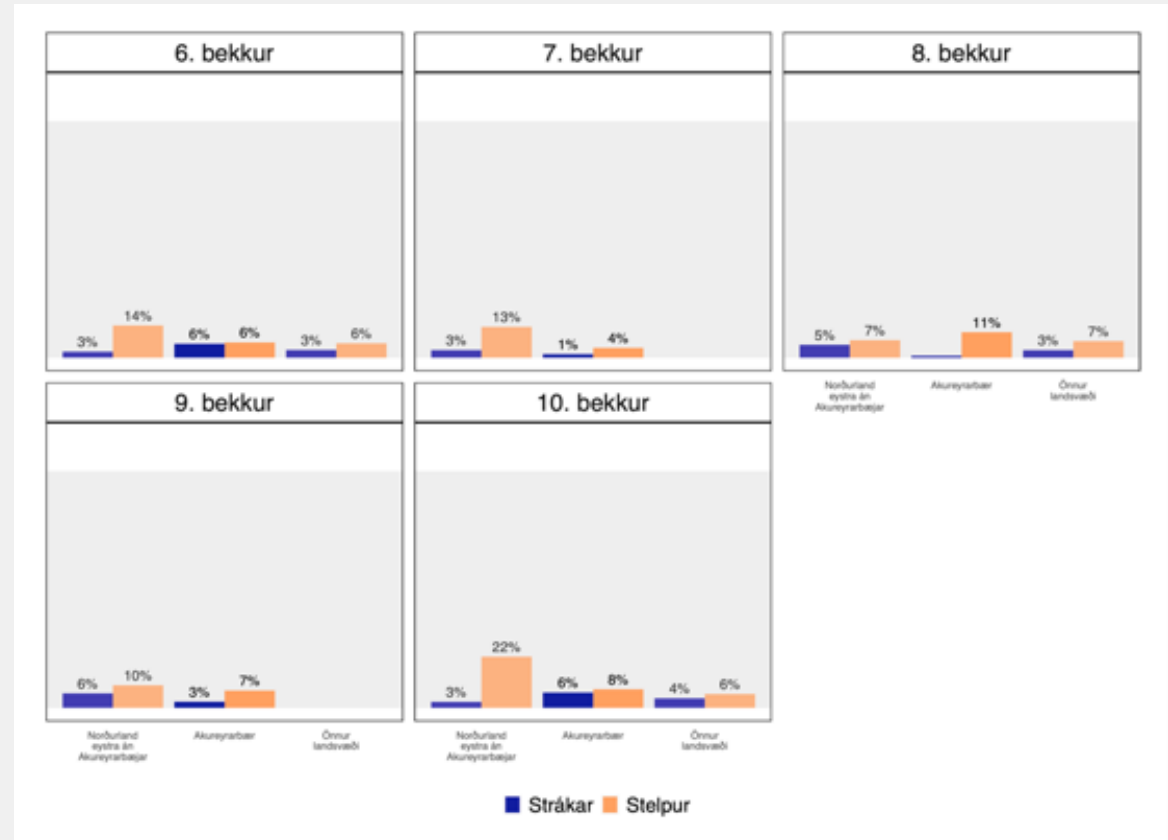 6. bekkur
7. bekkur
8. bekkur
3% 14% 6% 6% 3% 6%
3% 13% 1% 4%
5% 7% 11% 3% 7%
Norðurland
eystra án
Akureyrarbæjar
Akureyrarbær
Önnur
landsvæði
9. bekkur
10. bekkur
6% 10% 3% 7%
3% 22% 6% 8% 4% 6%
Norðurland
eystra án
Akureyrarbæjar
Akureyrarbær
Önnur
landsvæði
Norðurland
eystra án
Akureyrarbæjar
Akureyrarbær
Önnur
landsvæði
Strákar Stelpur